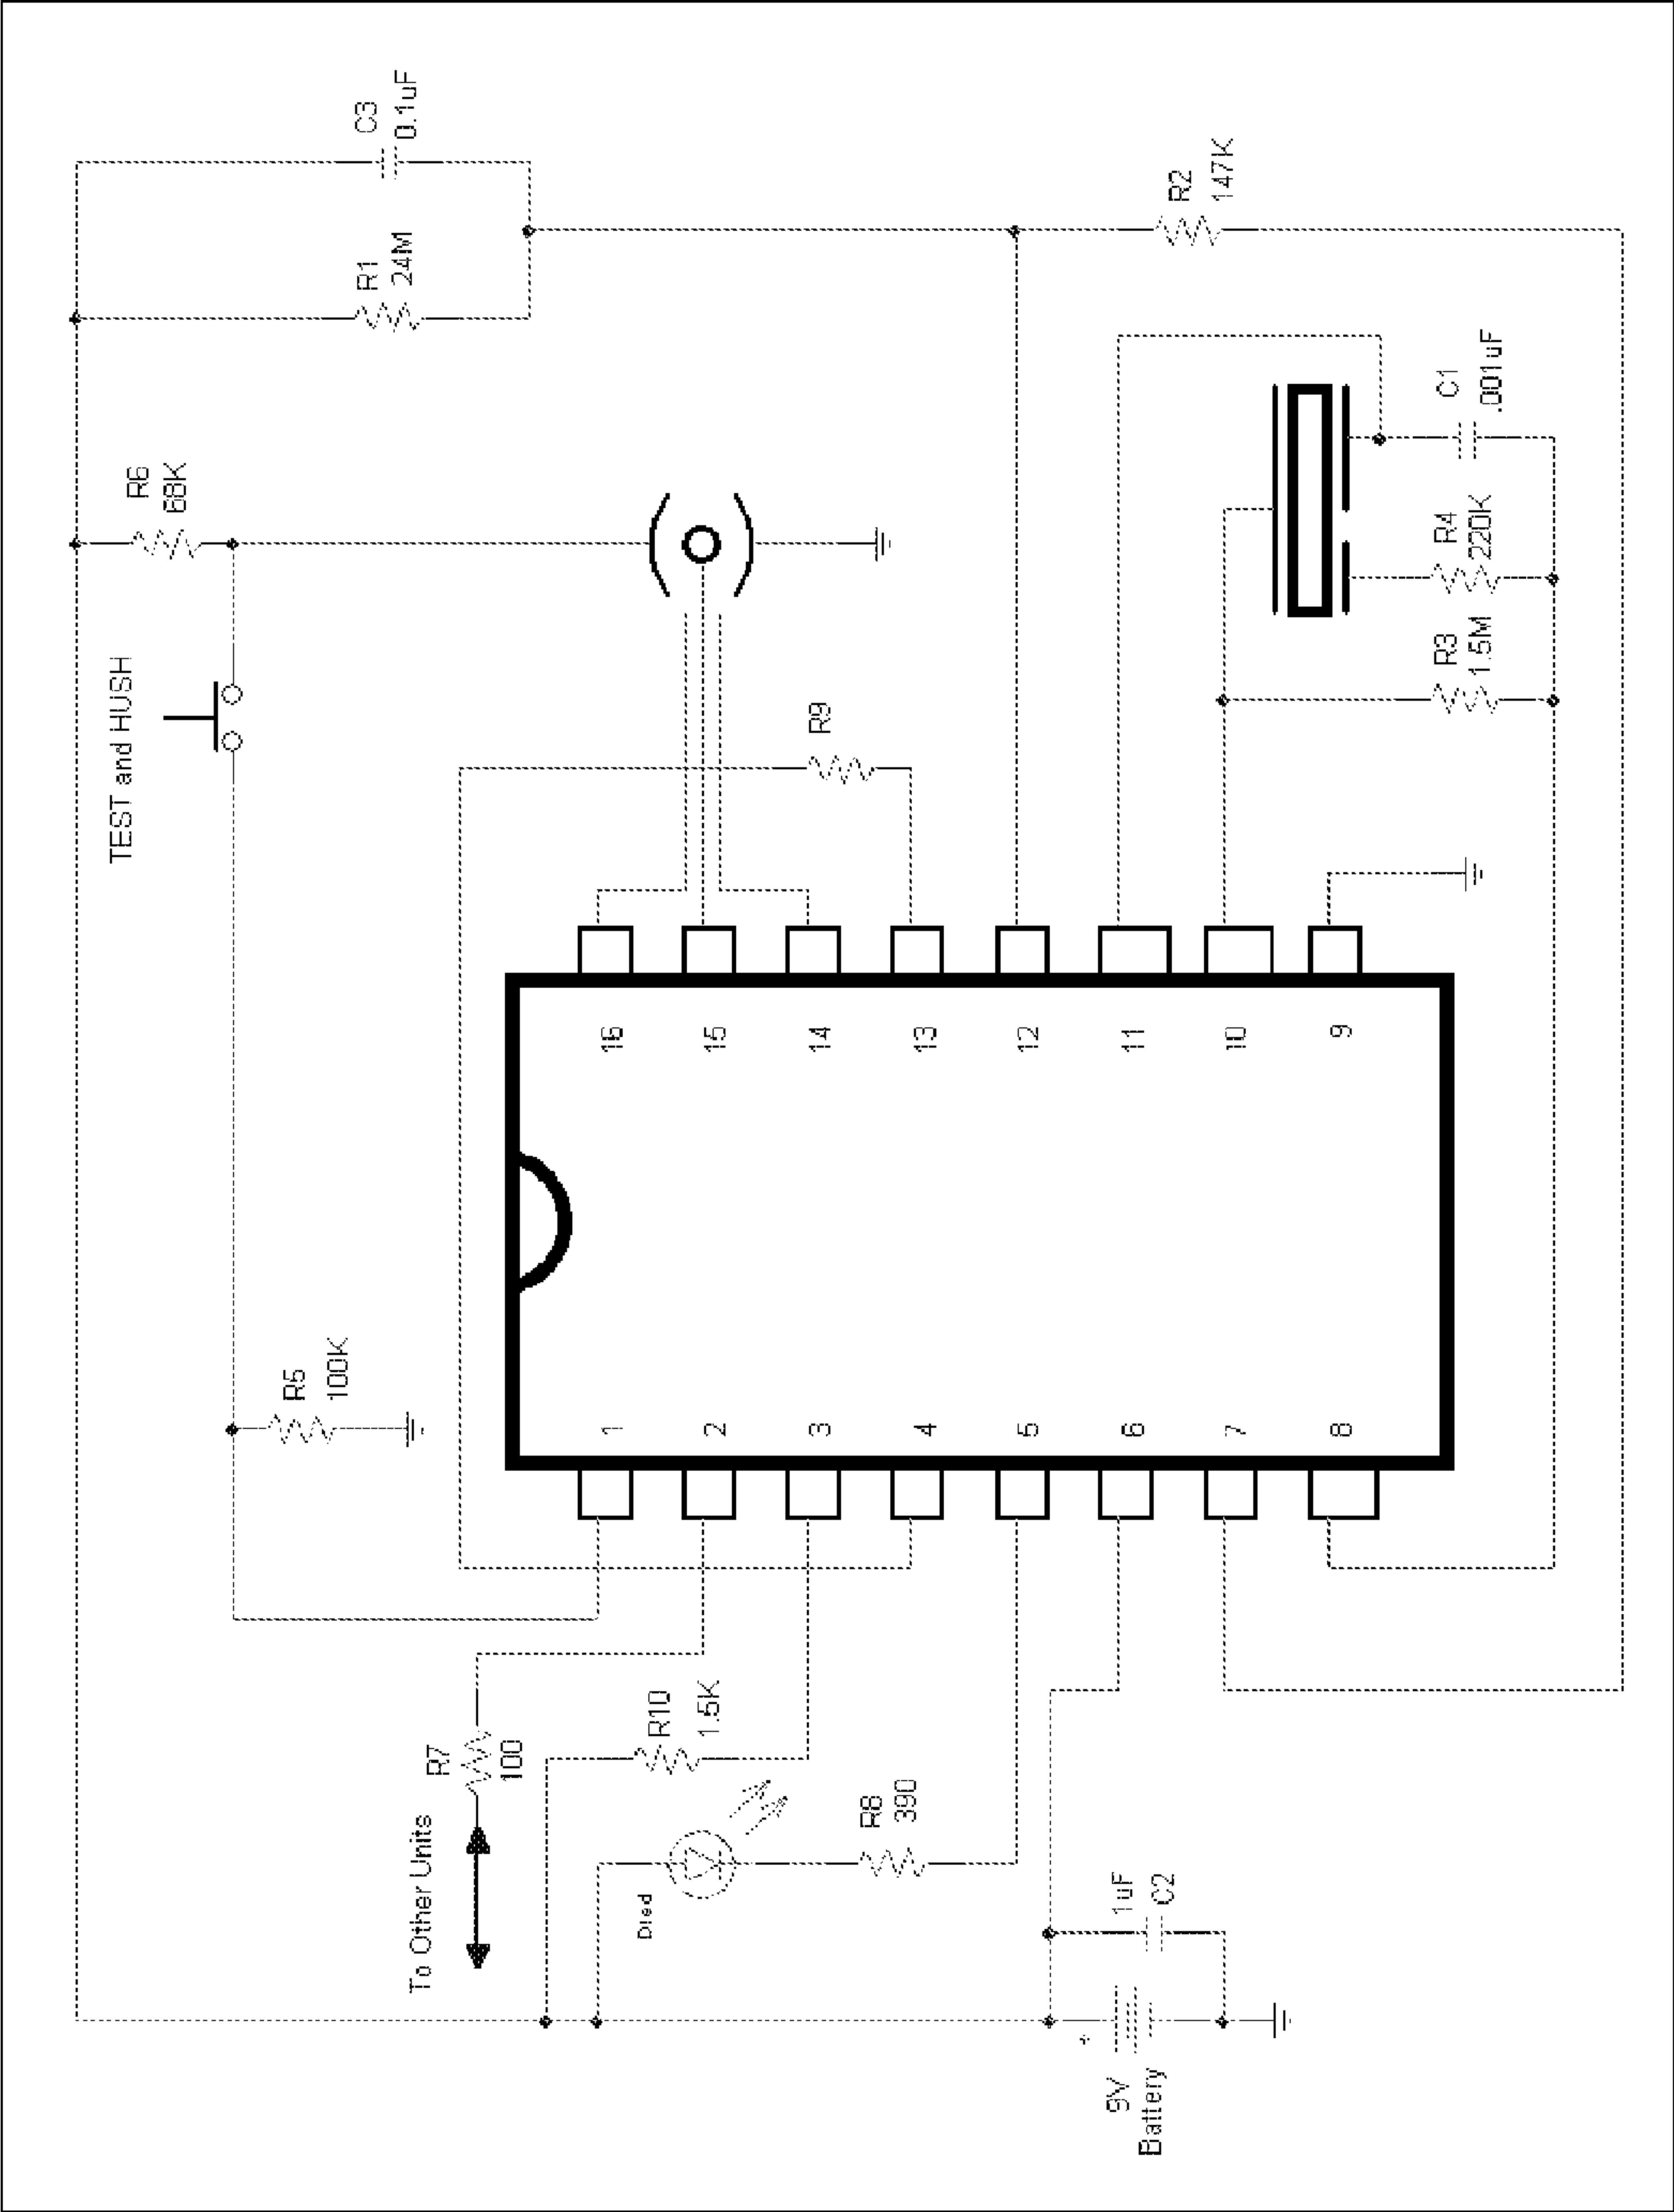 TEST and HUSH
R6
68K
R1
24M
C3
0.1uF
R5
100K
To Other Units
R7
100
R10
1.5K
R9
Dled
R8
390
R2
147K
1
2
3
4
5
6
7
8
16
15
14
13
12
11
10
9
+
9V
Battery
1uF
C2
R3
1.5M
R4
220K
C1
.001uF